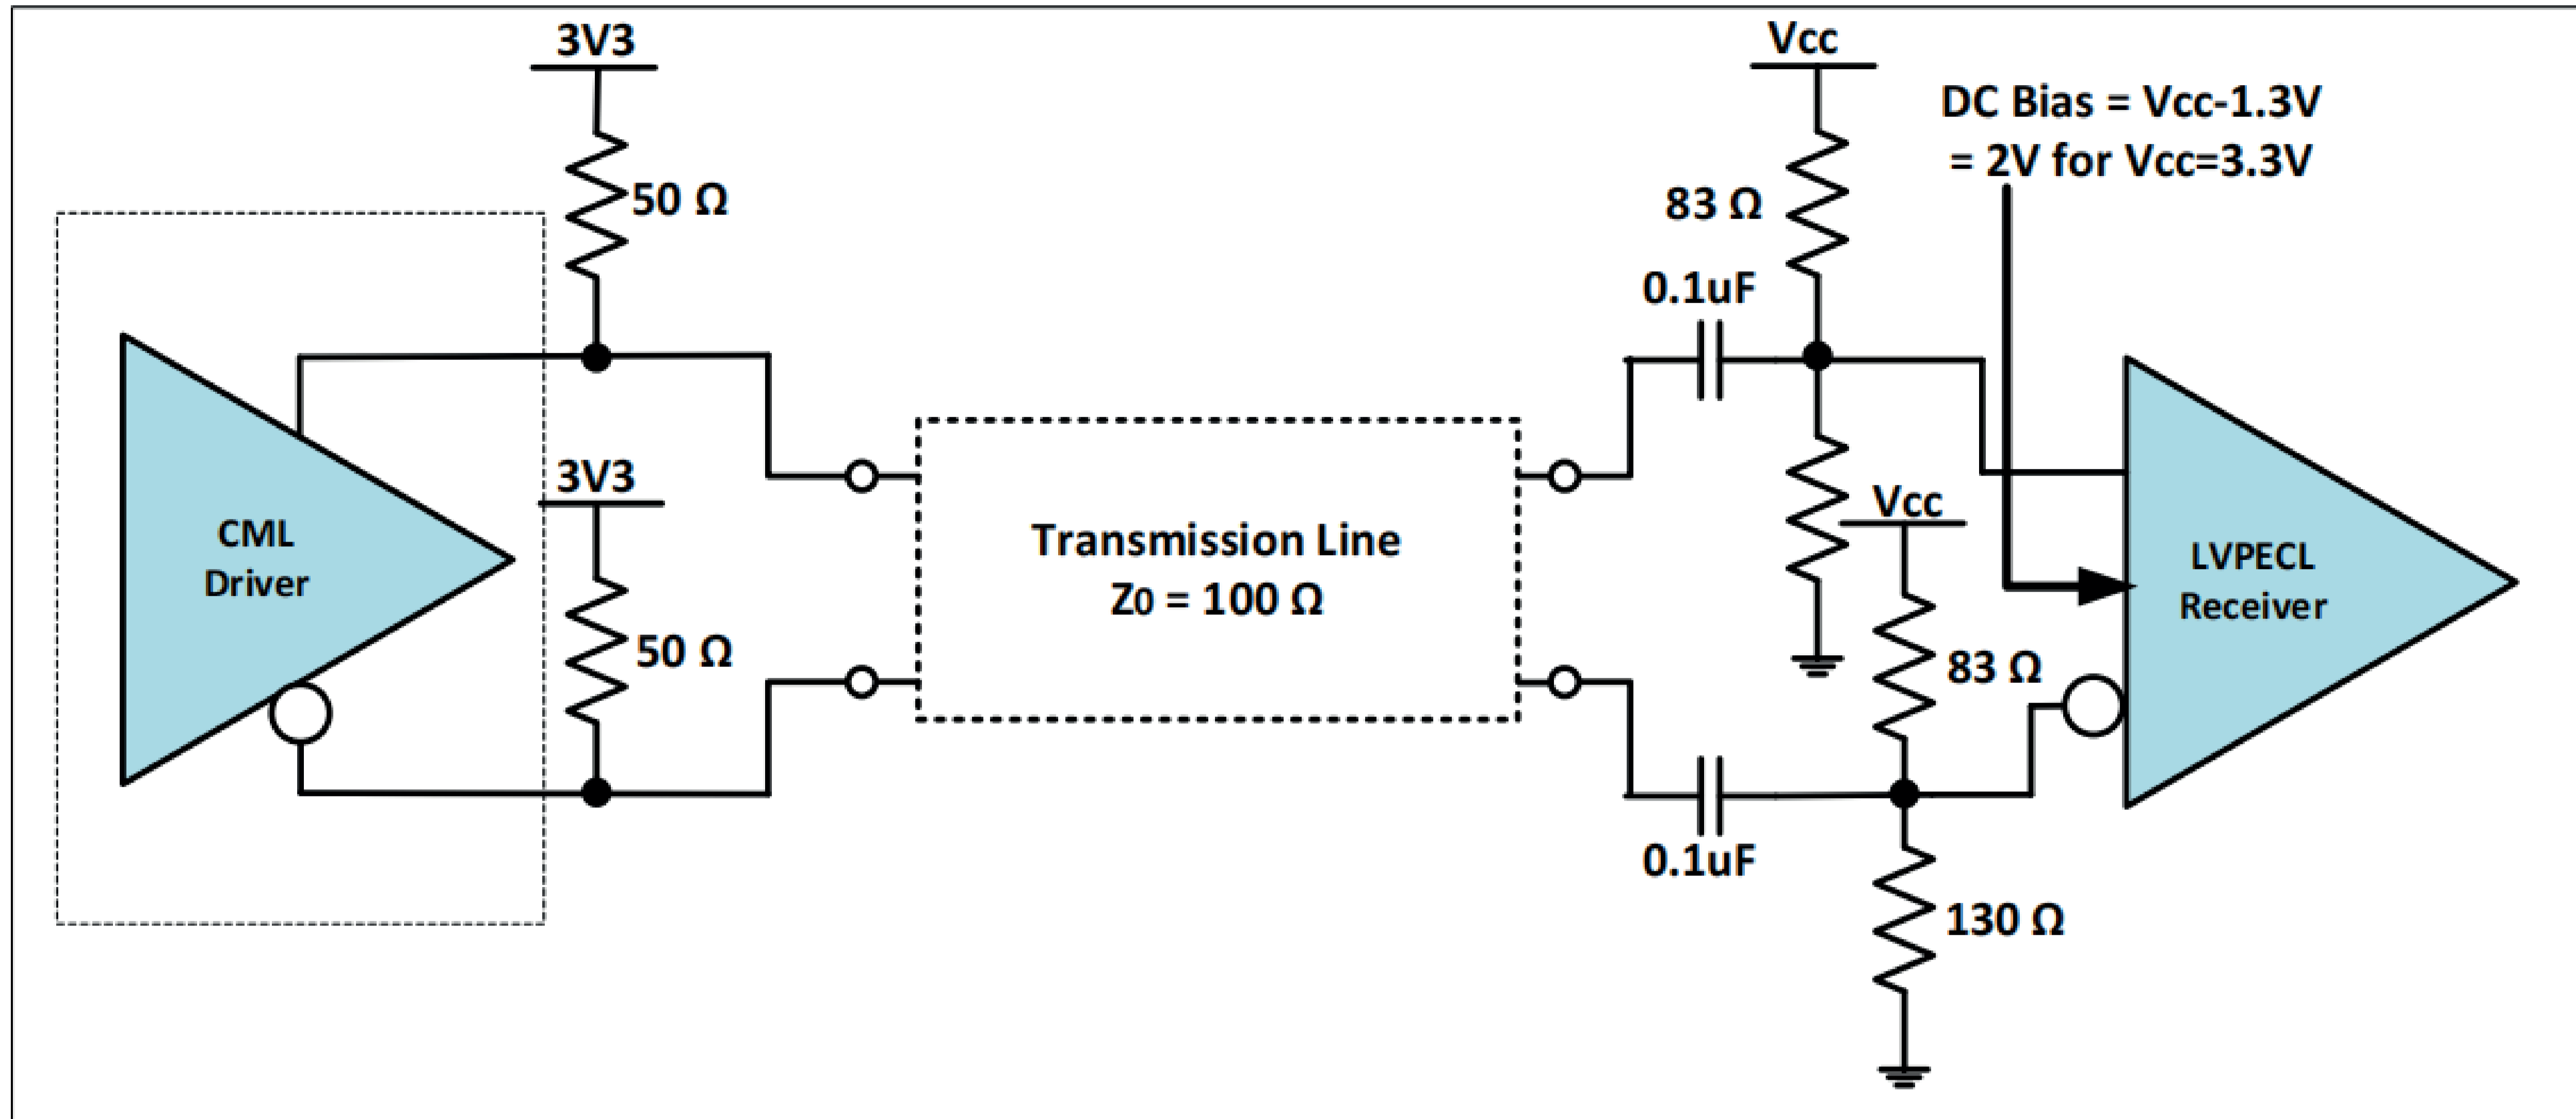 3V3
50 Ω
CML
Driver
3V3
50 Ω
Transmission Line
Z0 = 100 Ω
Vcc
83 Ω
0.1uF
DC Bias = Vcc-1.3V
= 2V for Vcc=3.3V
Vcc
83 Ω
0.1uF
130 Ω
LVPECL
Receiver